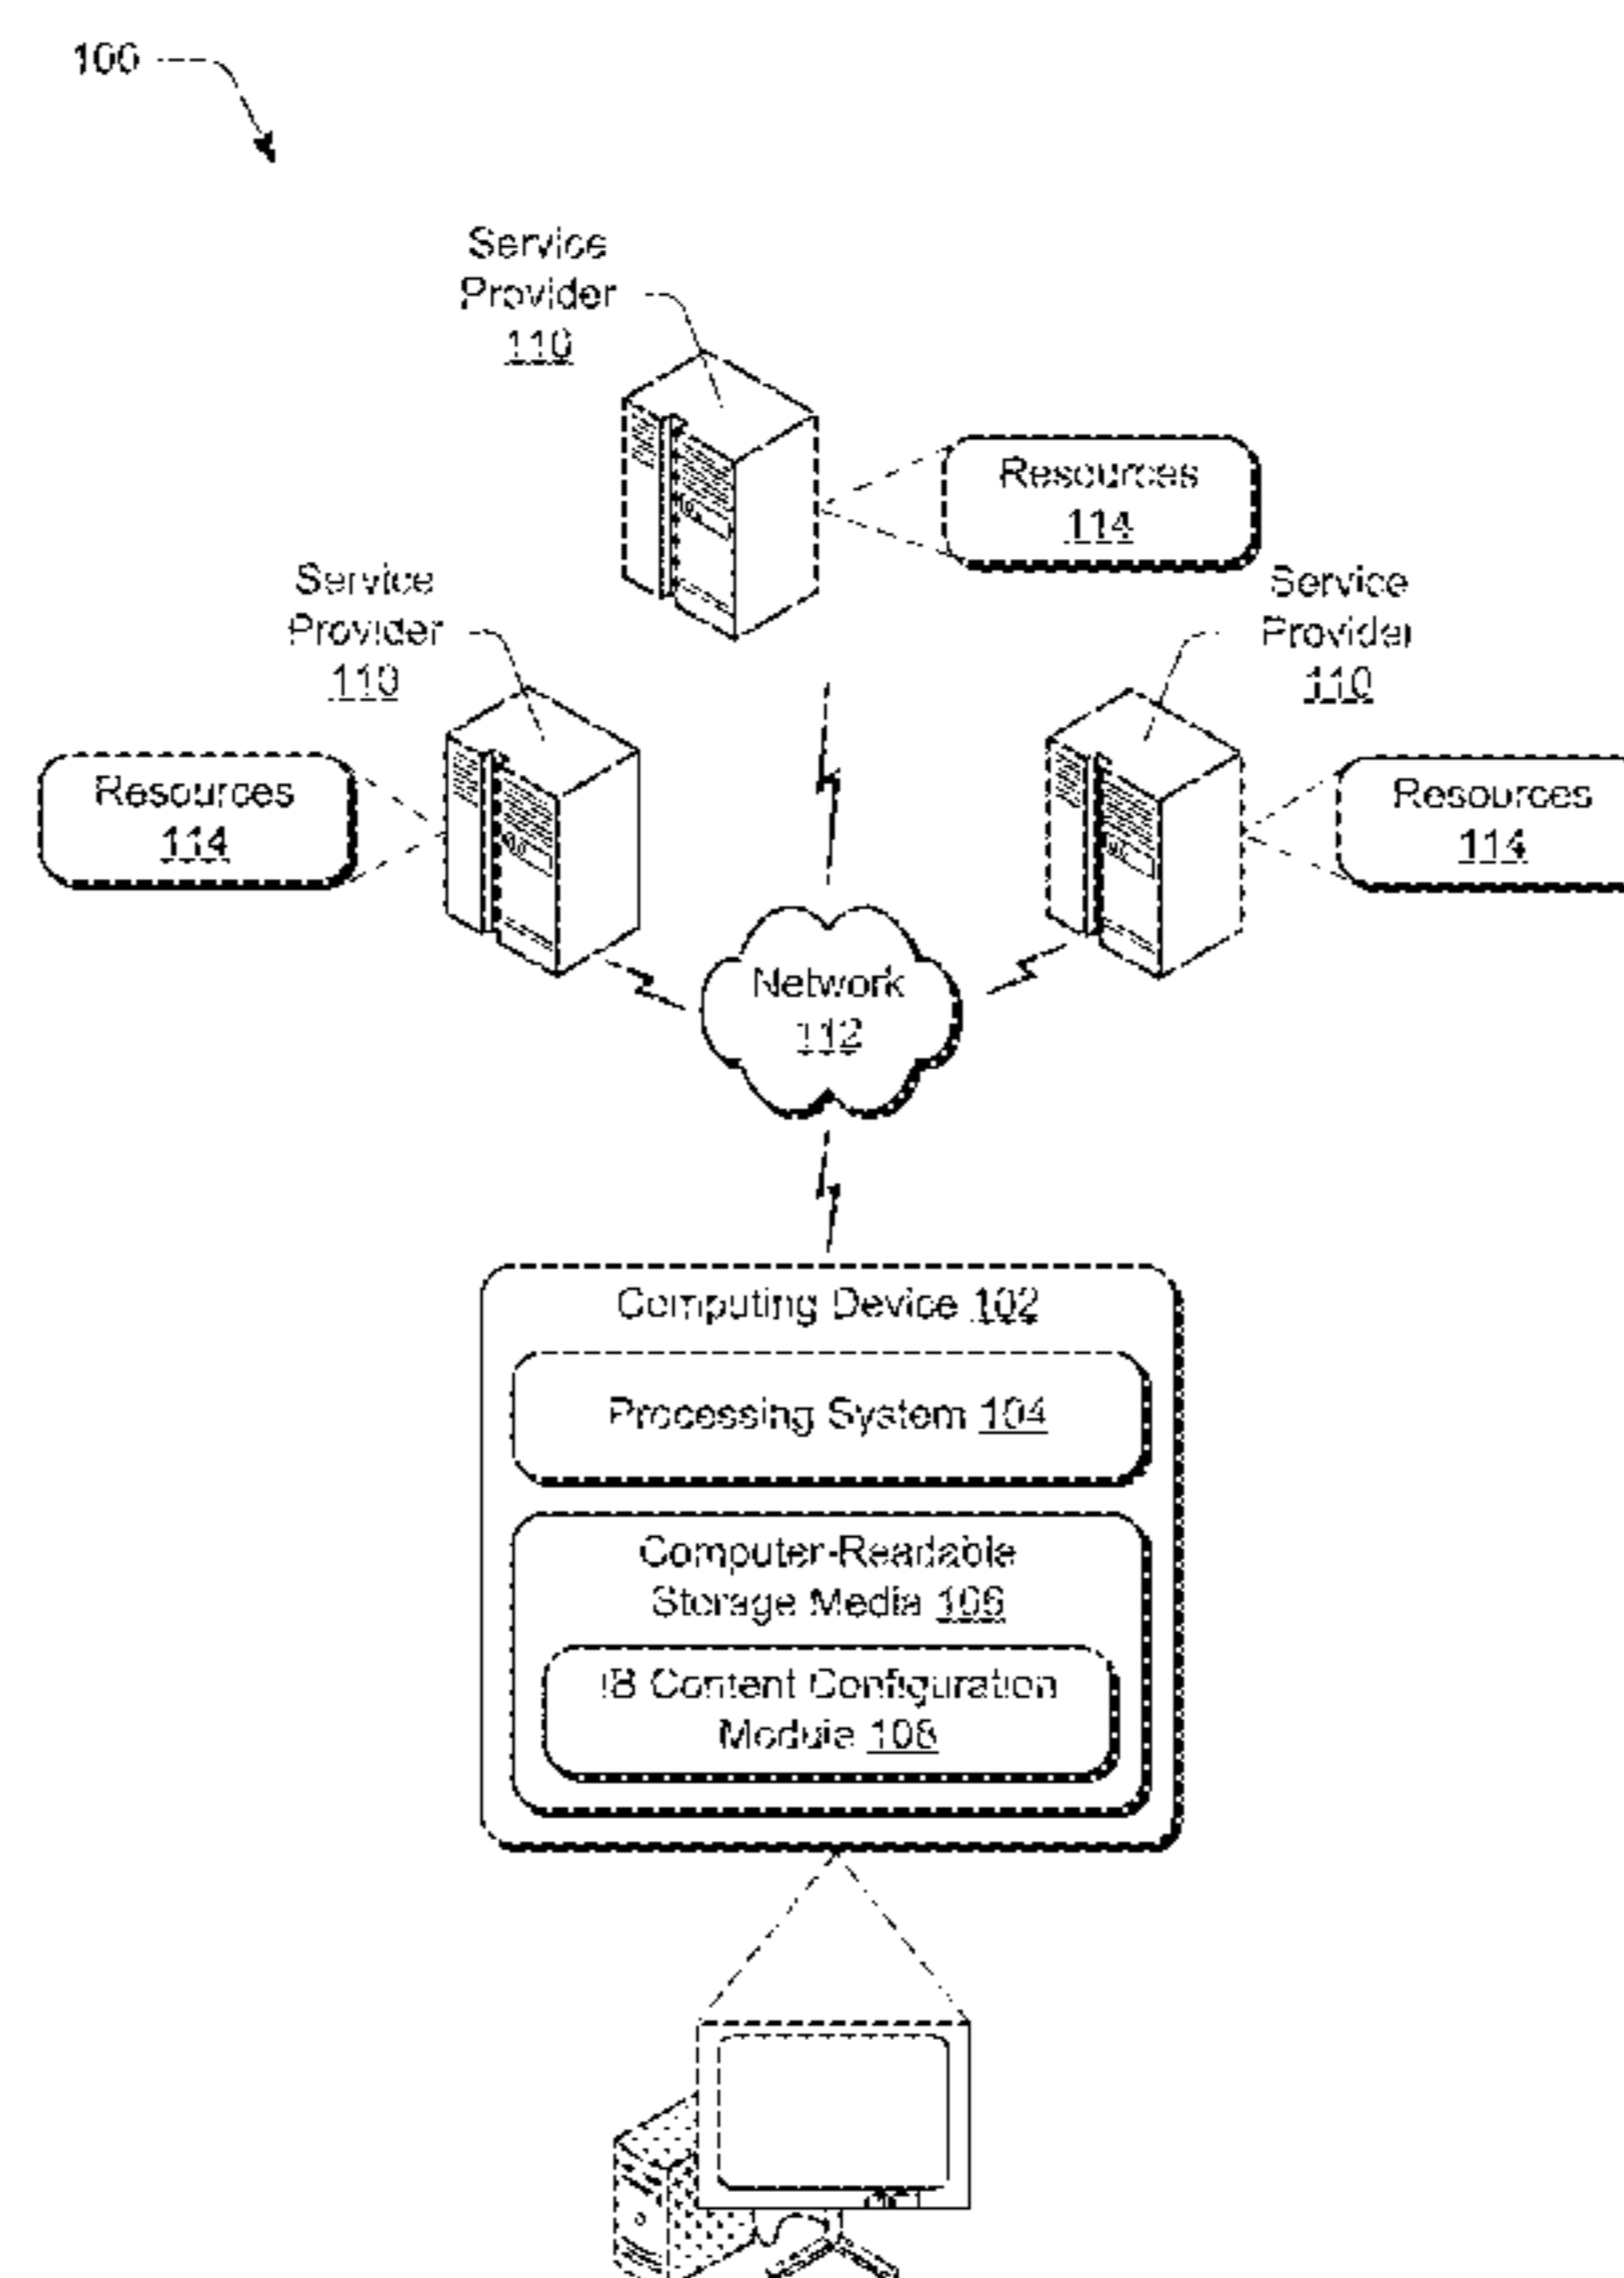 100
Service
Provider
110
Resources
114
Service
Provider
110
Service
Provider
110
Resources
114
Resources
114
Network
112
Computing Device 102
Processing System 104
Computer-Readable
Storage Media 106
IB Content Configuration
Module 108